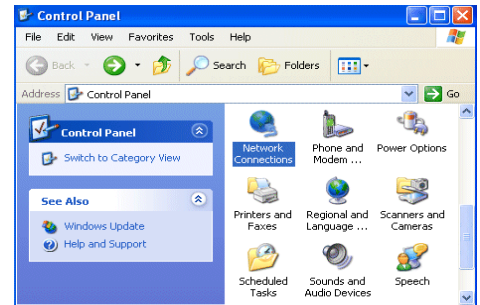 Control Panel
File Edit View Favorites Tools Help
Back Search Folders
Address Control Panel Go
Control Panel
Switch to Category View
See Also
Windows Update
Help and Support
Network Connections
Phone and Modem ...
Power Options
Printers and Faxes
Regional and Language ...
Scanners and Cameras
Scheduled Tasks
Sounds and Audio Devices
Speech